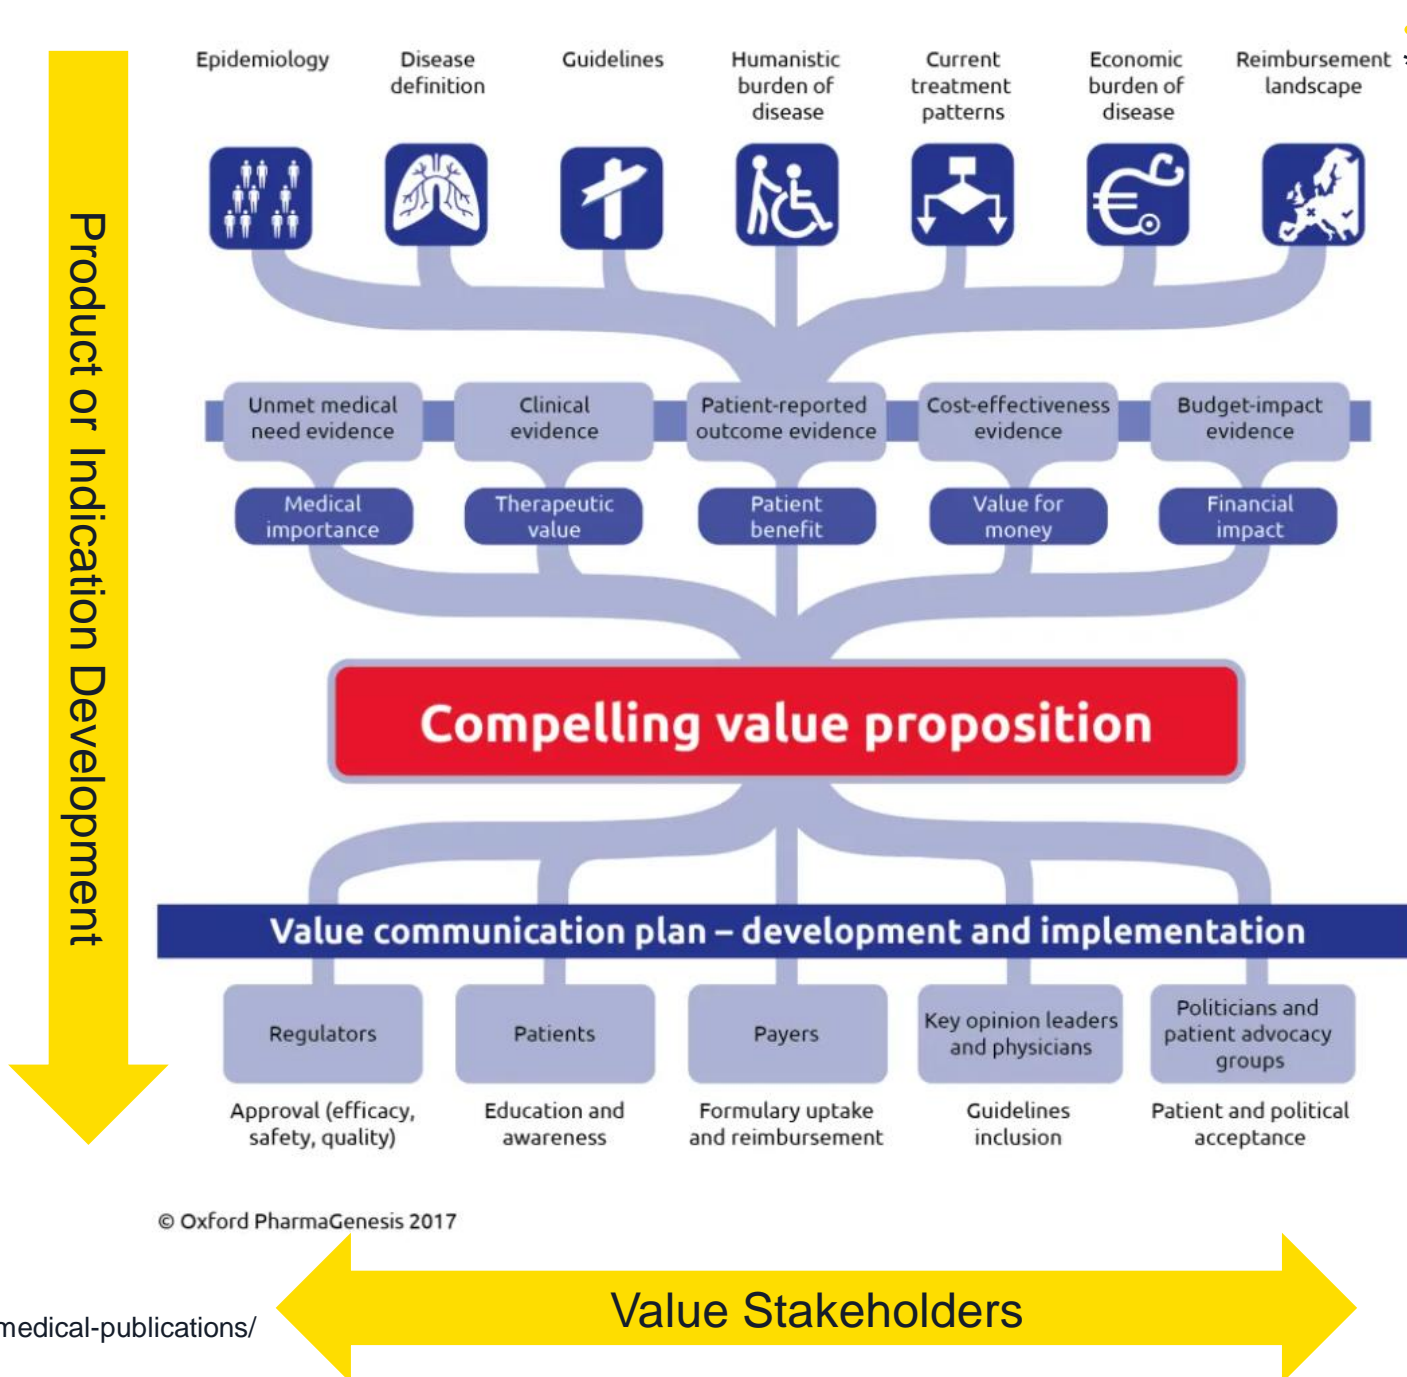 Epidemiology
Disease
definition
Guidelines
Humanistic
burden of
disease
Current
treatment
patterns
Economic
burden of
disease
Reimbursement
landscape
Product or Indication Development
Unmet medical
need evidence
Clinical
evidence
Patient-reported
outcome evidence
Cost-effectiveness
evidence
Budget-impact
evidence
Medical
importance
Therapeutic
value
Patient
benefit
Value for
money
Financial
impact
Compelling value proposition
Value communication plan – development and implementation
Regulators
Patients
Payers
Key opinion leaders
and physicians
Politicians and
patient advocacy
groups
Approval (efficacy,
safety, quality)
Education and
awareness
Formulary uptake
and reimbursement
Guidelines
inclusion
Patient and political
acceptance
© Oxford PharmaGenesis 2017
medical-publications/
Value Stakeholders